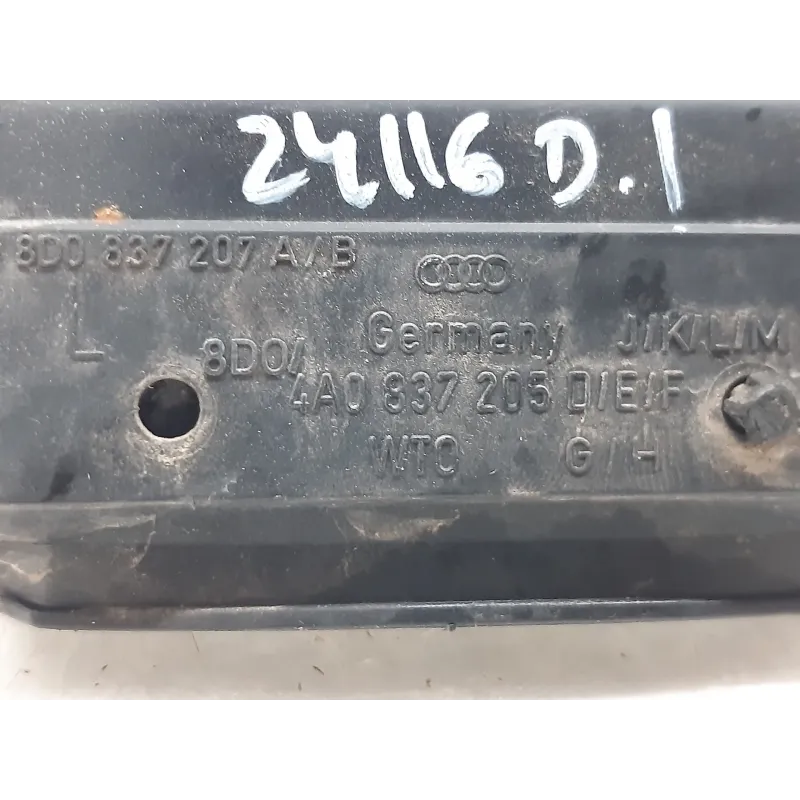 24116 D.1
8D0 837 207 A/B
L Germany J/K/L/M
8D0/
4A0 837 205 D/E/F
WTO G/H